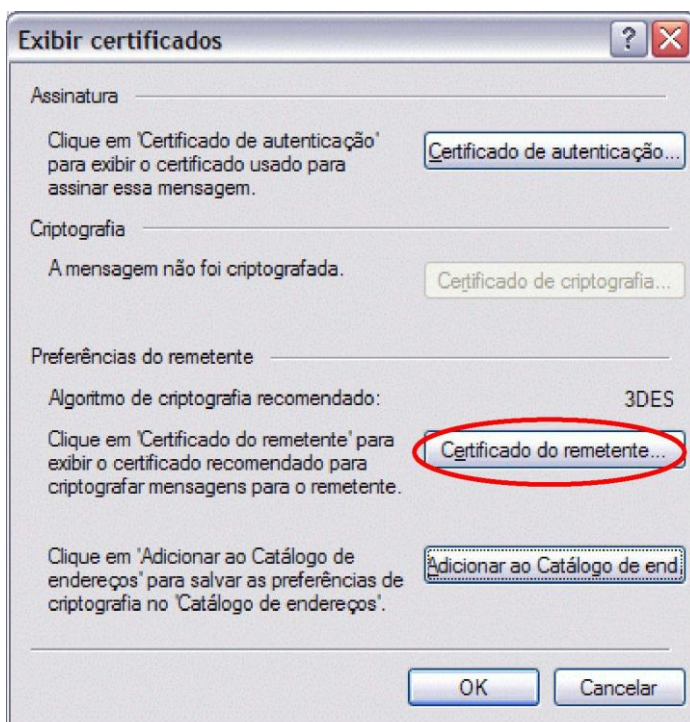 Exibir certificados
Assinatura
Clique em 'Certificado de autenticação'
para exibir o certificado usado para
assinar essa mensagem.
Certificado de autenticação...
Criptografia
A mensagem não foi criptografada.
Certificado de criptografia...
Preferências do remetente
Algoritmo de criptografia recomendado:
3DES
Clique em 'Certificado do remetente' para
exibir o certificado recomendado para
criptografar mensagens para o remetente.
Certificado do remetente...
Clique em 'Adicionar ao Catálogo de
endereços' para salvar as preferências de
criptografia no 'Catálogo de endereços'.
Adicionar ao Catálogo de end.
OK
Cancelar